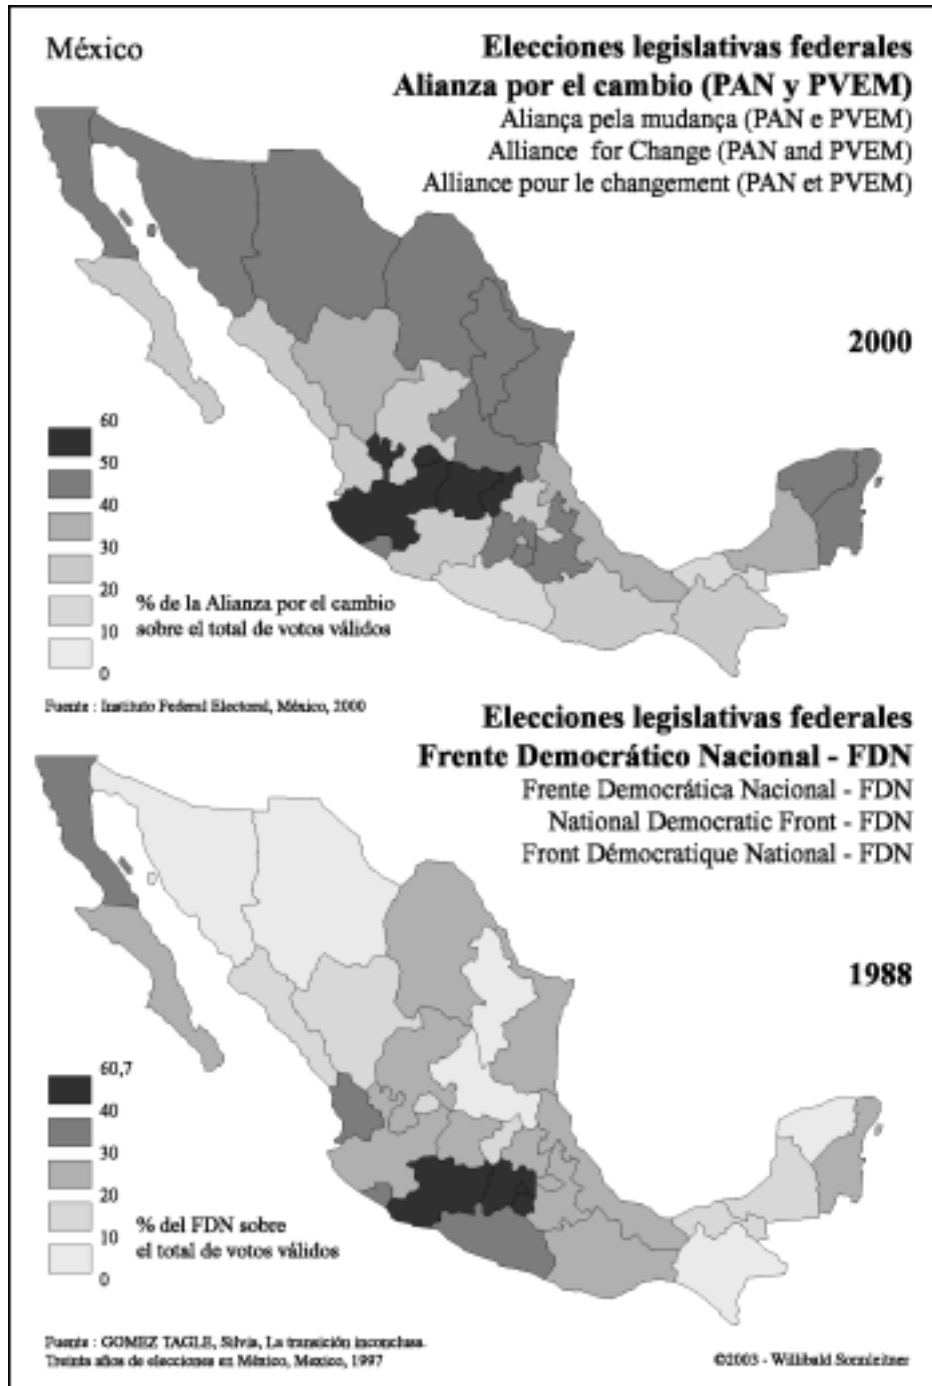 México
Elecciones legislativas federales
Alianza por el cambio (PAN y PVEM)
Aliança pela mudança (PAN e PVEM)
Alliance for Change (PAN and PVEM)
Alliance pour le changement (PAN et PVEM)
2000
60
50
40
30
20
10
0
% de la Alianza por el cambio
sobre el total de votos válidos
Fuente : Instituto Federal Electoral, México, 2000
Elecciones legislativas federales
Frente Democrático Nacional - FDN
Frente Democrática Nacional - FDN
National Democratic Front - FDN
Front Démocratique National - FDN
1988
60,7
40
30
20
10
0
% del FDN sobre
el total de votos válidos
Fuente : GOMEZ TAGLE, Silvia, La transición inconclusa.
Treinta años de elecciones en México, Mexico, 1997
©2003 - Willibald Sonnleitner